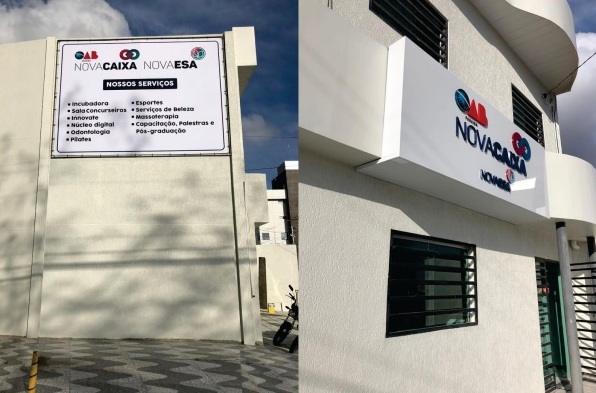 OAB
NOVACAIXA NOVAESA
NOSSOS SERVIÇOS
• Incubadora
• Sala Concurseiros
• Innovate
• Núcleo digital
• Odontologia
• Pilates
• Esportes
• Serviços de Beleza
• Massoterapia
• Capacitação, Palestras e
Pós-graduação
OAB
NOVACAIXA
NOVAESA